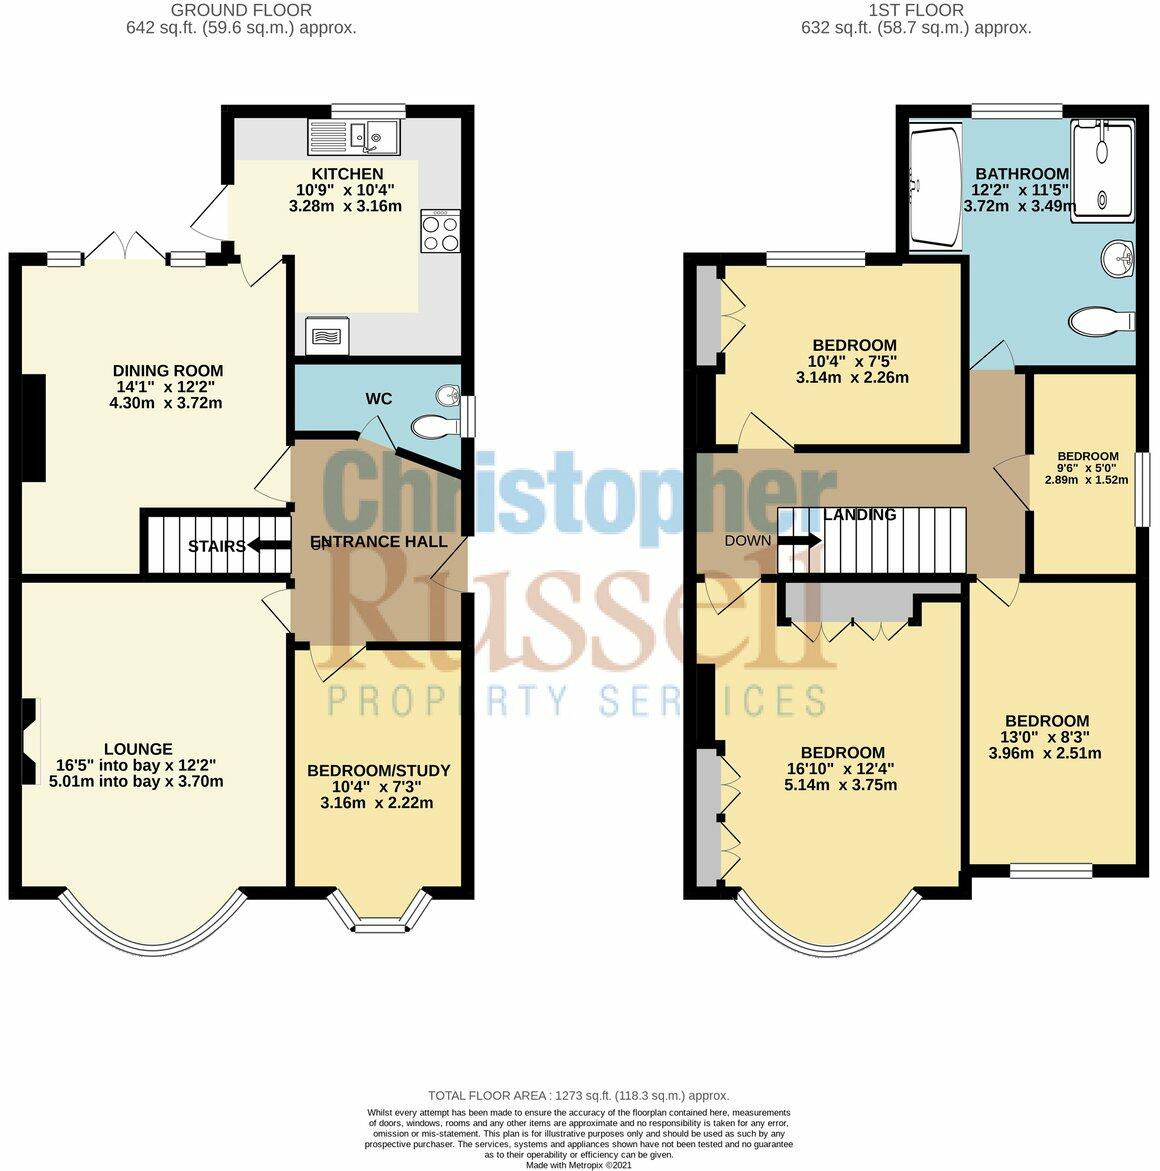 GROUND FLOOR
642 sq.ft. (59.6 sq.m.) approx.
1ST FLOOR
632 sq.ft. (58.7 sq.m.) approx.
KITCHEN
10'9" x 10'4"
3.28m x 3.16m
DINING ROOM
14'1" x 12'2"
4.30m x 3.72m
WC
STAIRS
UP
ENTRANCE HALL
LOUNGE
16'5" into bay x 12'2"
5.01m into bay x 3.70m
BEDROOM/STUDY
10'4" x 7'3"
3.16m x 2.22m
BATHROOM
12'2" x 11'5"
3.72m x 3.49m
BEDROOM
10'4" x 7'5"
3.14m x 2.26m
BEDROOM
9'6" x 5'0"
2.89m x 1.52m
LANDING
DOWN
BEDROOM
16'10" x 12'4"
5.14m x 3.75m
BEDROOM
13'0" x 8'3"
3.96m x 2.51m
Christopher
Russell
PROPERTY SERVICES
TOTAL FLOOR AREA : 1273 sq.ft. (118.3 sq.m.) approx.
Whilst every attempt has been made to ensure the accuracy of the floorplan contained here, measurements
of doors, windows, rooms and any other items are approximate and no responsibility is taken for any error,
omission or mis-statement. This plan is for illustrative purposes only and should be used as such by any
prospective purchaser. The services, systems and appliances shown have not been tested and no guarantee
as to their operability or efficiency can be given.
Made with Metropix ©2021